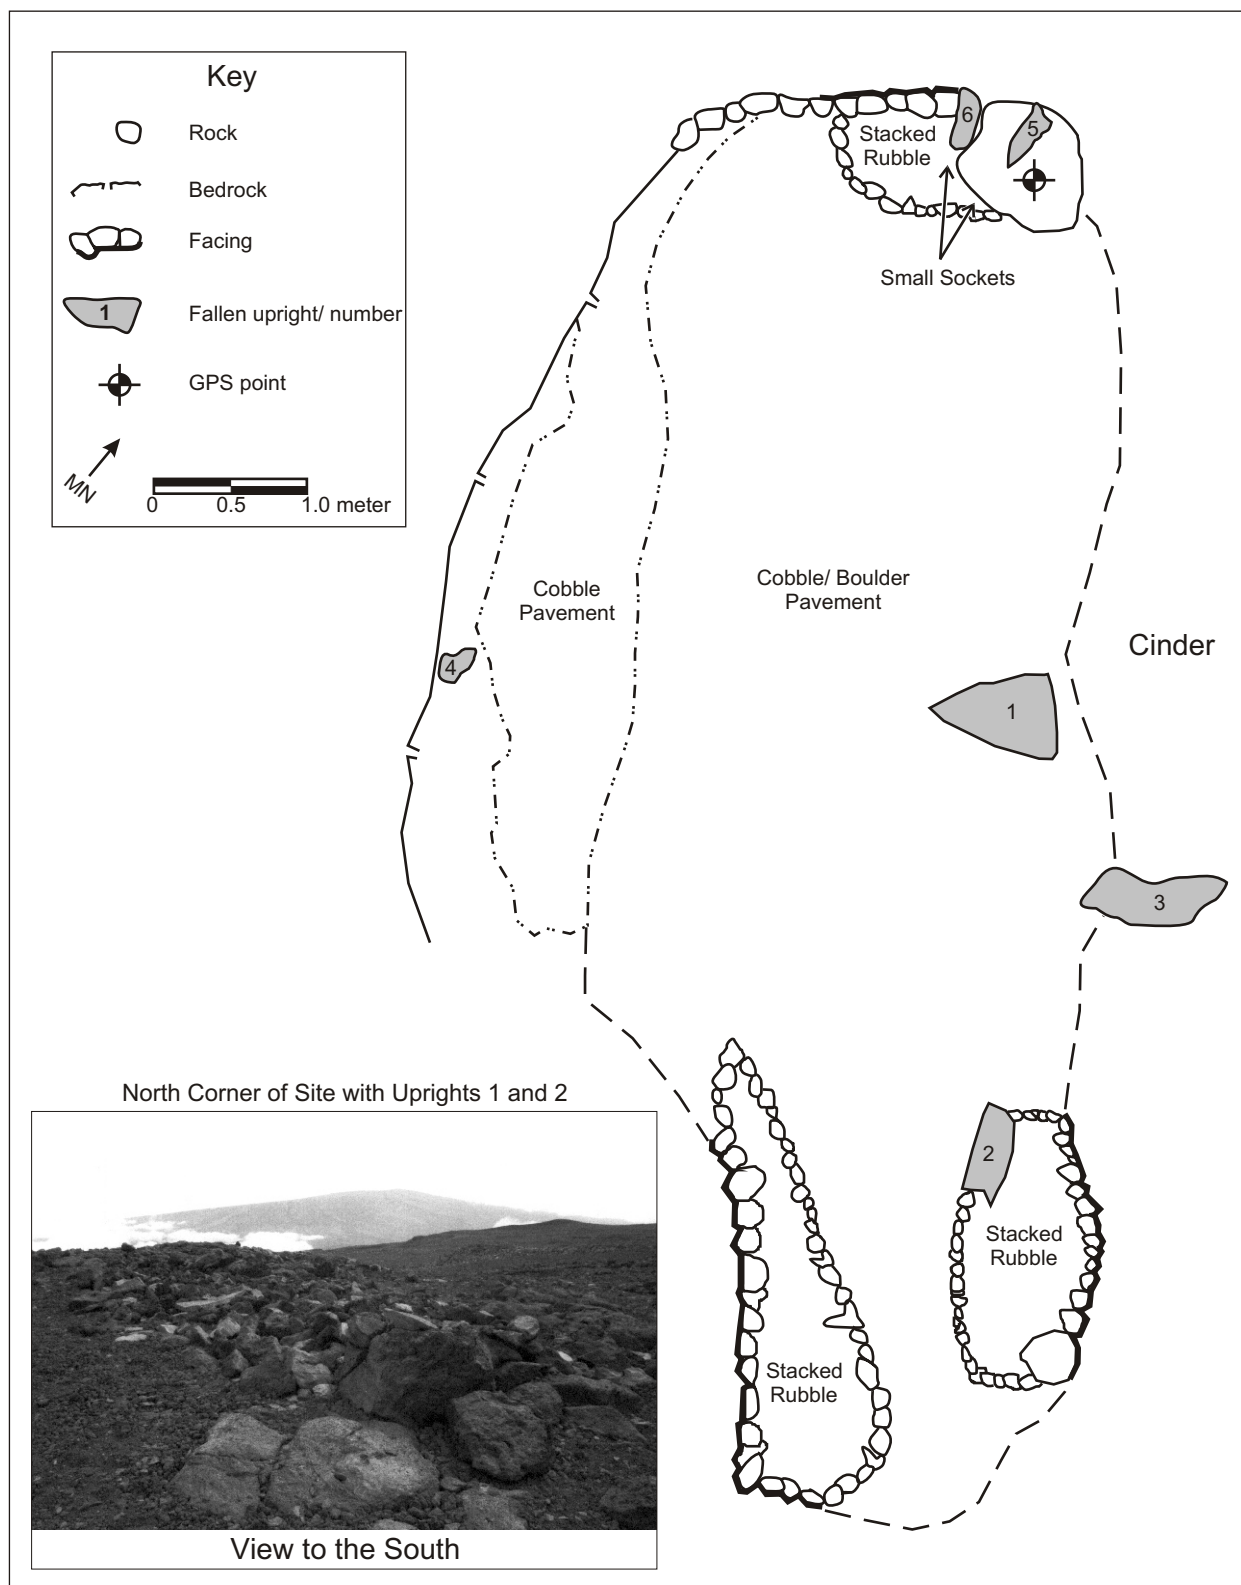 Key
Rock
Bedrock
Facing
1
Fallen upright/ number
GPS point
MN
0 0.5 1.0 meter
6
5
Stacked
Rubble
Small Sockets
Cobble
Pavement
Cobble/ Boulder
Pavement
Cinder
4
1
3
2
Stacked
Rubble
Stacked
Rubble
North Corner of Site with Uprights 1 and 2
View to the South